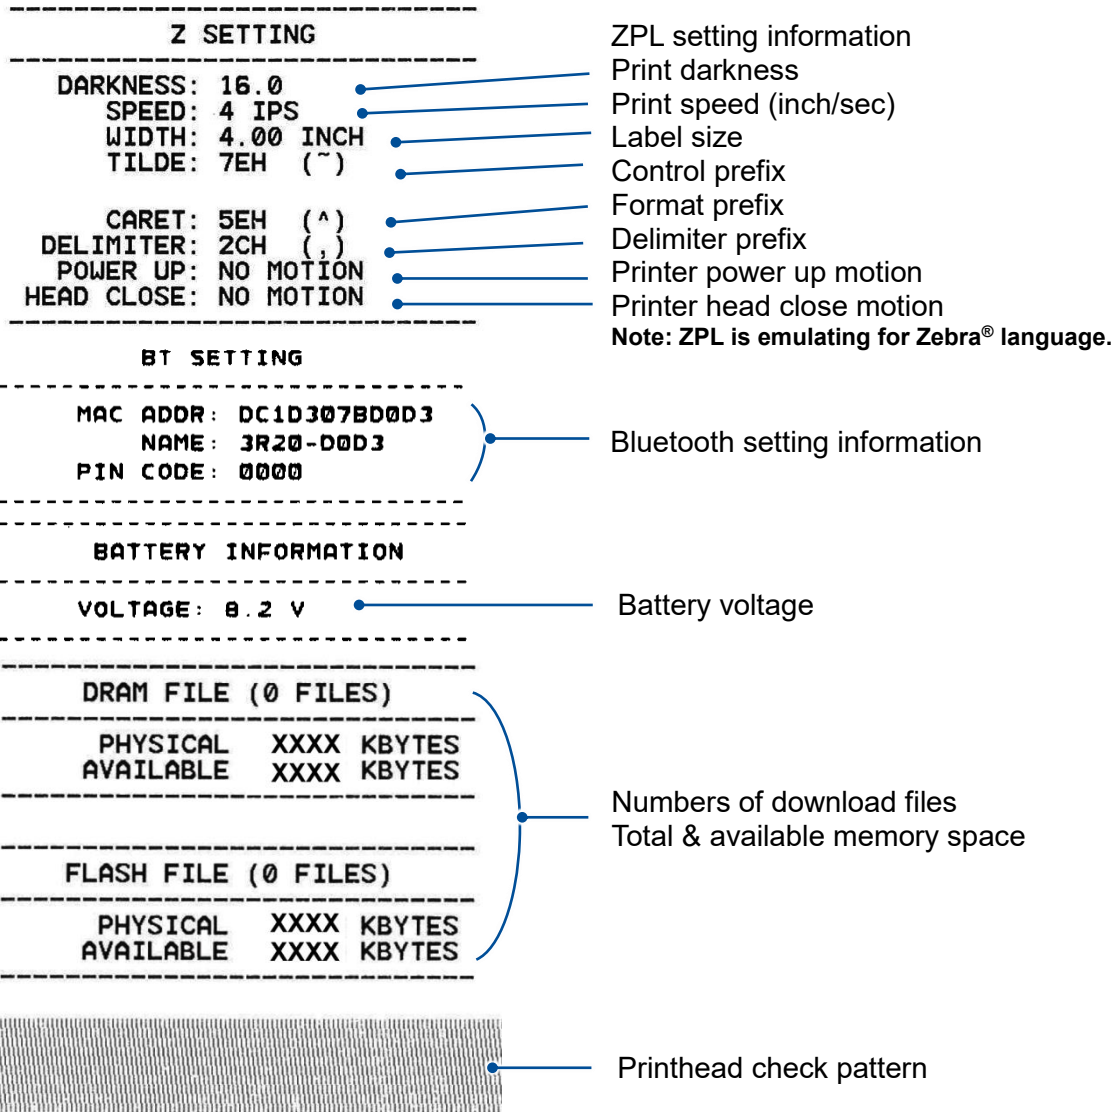 Z SETTING
ZPL setting information
DARKNESS: 16.0
Print darkness
SPEED: 4 IPS
Print speed (inch/sec)
WIDTH: 4.00 INCH
Label size
TILDE: 7EH (~)
Control prefix
CARET: 5EH (^)
Format prefix
DELIMITER: 2CH (,)
Delimiter prefix
POWER UP: NO MOTION
Printer power up motion
HEAD CLOSE: NO MOTION
Printer head close motion
Note: ZPL is emulating for Zebra® language.
BT SETTING
MAC ADDR: DC1D307BD0D3
NAME: 3R20-D0D3
PIN CODE: 0000
Bluetooth setting information
BATTERY INFORMATION
VOLTAGE: 8.2 V
Battery voltage
DRAM FILE (0 FILES)
PHYSICAL XXXX KBYTES
AVAILABLE XXXX KBYTES
Numbers of download files
Total & available memory space
FLASH FILE (0 FILES)
PHYSICAL XXXX KBYTES
AVAILABLE XXXX KBYTES
Printhead check pattern